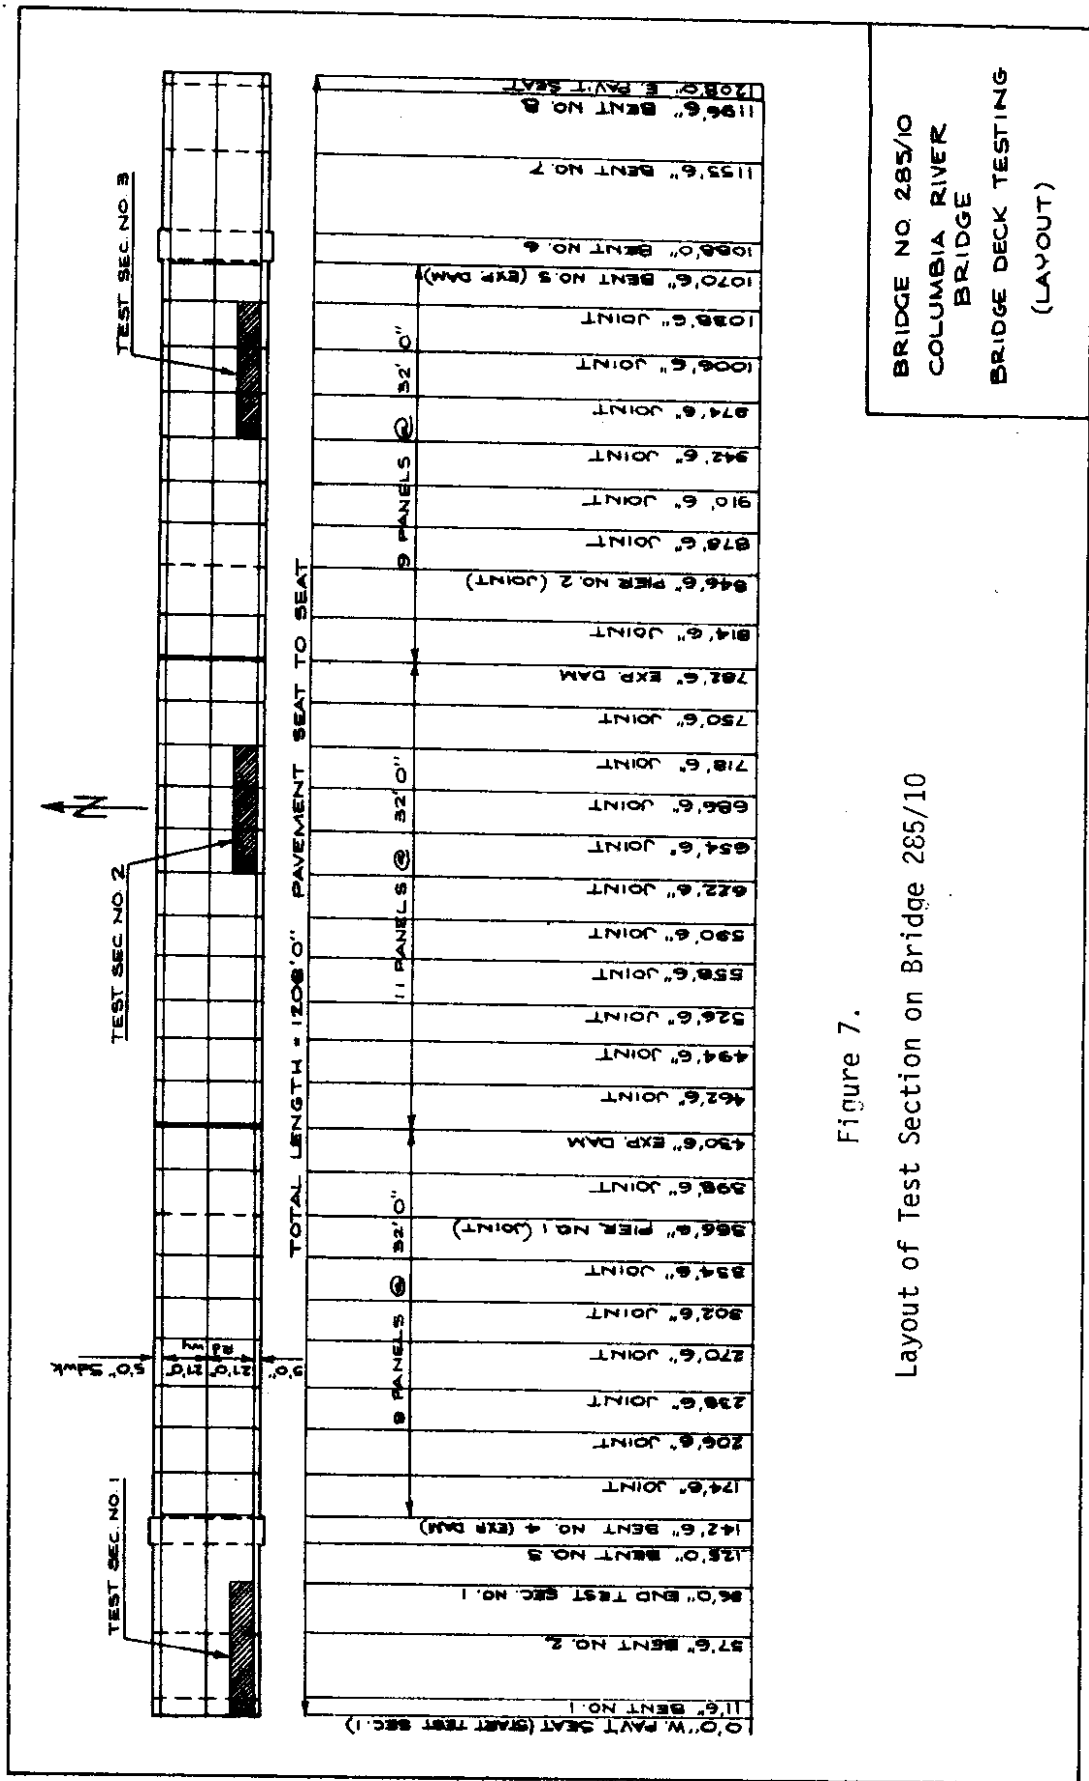 TEST SEC. NO. 1
TEST SEC. NO. 2
TEST SEC. NO. 3
N
5'0" Sdwk
21'0"
Rd wy
21'0"
5'0"
TOTAL LENGTH = 1208'0" PAVEMENT SEAT TO SEAT
9 PANELS @ 32'0"
11 PANELS @ 32'0"
9 PANELS @ 32'0"
0'0" W. PAV'T SEAT (START TEST SEC. 1)
11'6" BENT NO. 1
57'6" BENT NO. 2
96'0" END TEST SEC. NO. 1
125'0" BENT NO. 3
142'6" BENT NO. 4 (EXP. DAM)
174'6" JOINT
206'6" JOINT
238'6" JOINT
270'6" JOINT
302'6" JOINT
334'6" JOINT
366'6" PIER NO. 1 (JOINT)
398'6" JOINT
430'6" EXP. DAM
462'6" JOINT
494'6" JOINT
526'6" JOINT
558'6" JOINT
590'6" JOINT
622'6" JOINT
654'6" JOINT
686'6" JOINT
718'6" JOINT
750'6" JOINT
782'6" EXP. DAM
814'6" JOINT
846'6" PIER NO. 2 (JOINT)
878'6" JOINT
910'6" JOINT
942'6" JOINT
974'6" JOINT
1006'6" JOINT
1038'6" JOINT
1070'6" BENT NO. 5 (EXP. DAM)
1088'0" BENT NO. 6
1155'6" BENT NO. 7
1196'6" BENT NO. 8
1208'0" E. PAV'T SEAT
BRIDGE NO. 285/10
COLUMBIA RIVER
BRIDGE
BRIDGE DECK TESTING
(LAYOUT)
Figure 7.
Layout of Test Section on Bridge 285/10